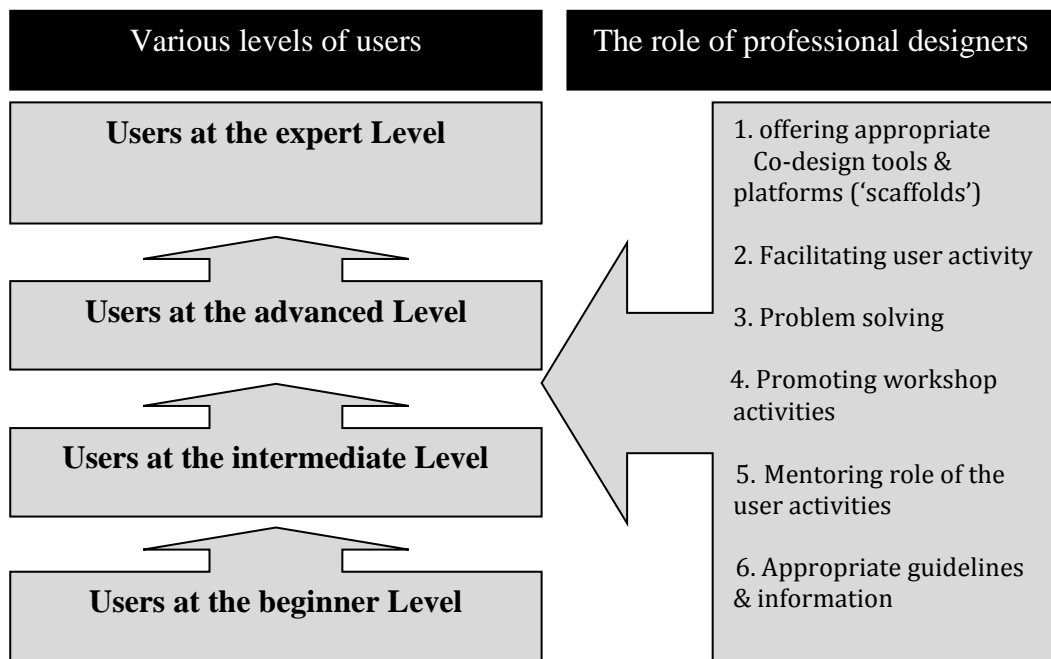 Various levels of users
The role of professional designers
Users at the expert Level
Users at the advanced Level
Users at the intermediate Level
Users at the beginner Level
1. offering appropriate
Co-design tools &
platforms (‘scaffolds’)
2. Facilitating user activity
3. Problem solving
4. Promoting workshop
activities
5. Mentoring role of the
user activities
6. Appropriate guidelines
& information